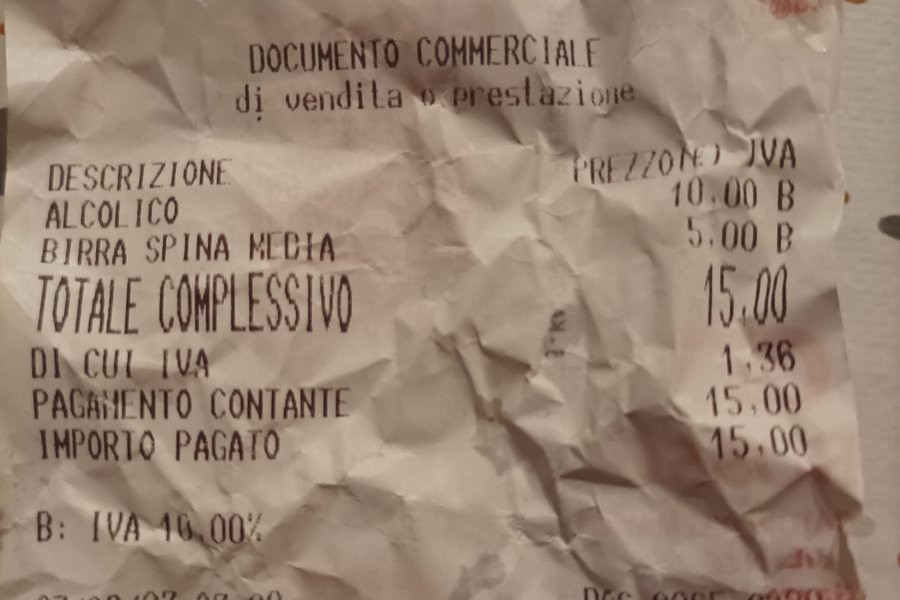 DOCUMENTO COMMERCIALE
di vendita o prestazione
DESCRIZIONE PREZZO(€) IVA
ALCOLICO 10.00 B
BIRRA SPINA MEDIA 5,00 B
TOTALE COMPLESSIVO 15,00
DI CUI IVA 1,36
PAGAMENTO CONTANTE 15,00
IMPORTO PAGATO 15,00
B: IVA 10.00%